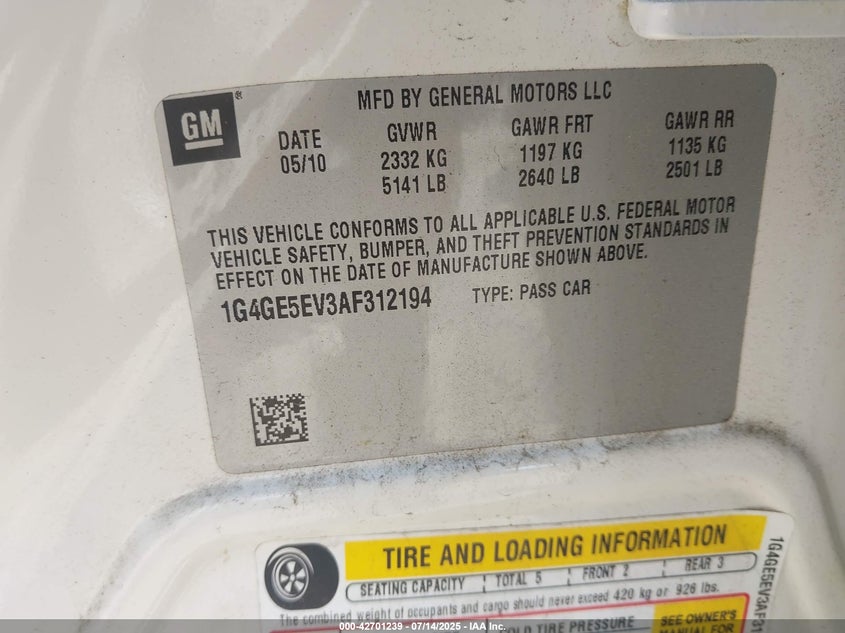 GM®
MFD BY GENERAL MOTORS LLC
DATE GVWR GAWR FRT GAWR RR
05/10 2332 KG 1197 KG 1135 KG
5141 LB 2640 LB 2501 LB
THIS VEHICLE CONFORMS TO ALL APPLICABLE U.S. FEDERAL MOTOR
VEHICLE SAFETY, BUMPER, AND THEFT PREVENTION STANDARDS IN
EFFECT ON THE DATE OF MANUFACTURE SHOWN ABOVE.
1G4GE5EV3AF312194 TYPE: PASS CAR
TIRE AND LOADING INFORMATION
SEATING CAPACITY TOTAL 5 FRONT 2 REAR 3
The combined weight of occupants and cargo should never exceed 420 kg or 926 lbs.
COLD TIRE PRESSURE SEE OWNER'S
MANUAL FOR
1G4GE5EV3AF31
000-42701239 - 07/14/2025 - IAA Inc.